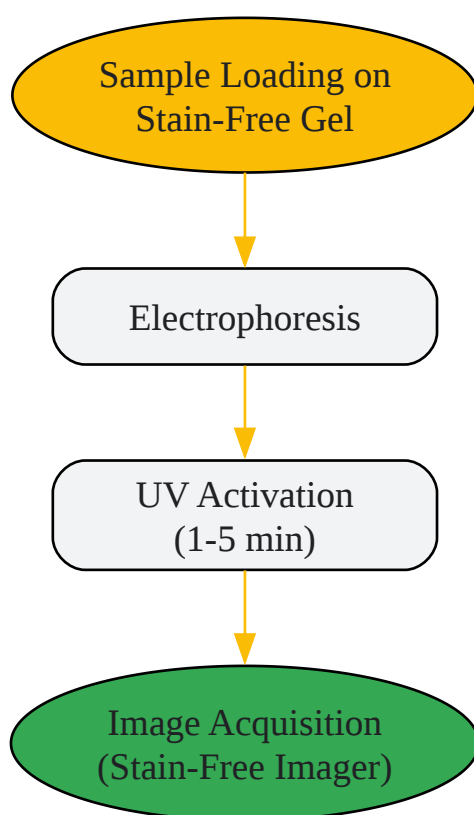 Sample Loading on
Stain-Free Gel
Electrophoresis
UV Activation
(1-5 min)
Image Acquisition
(Stain-Free Imager)